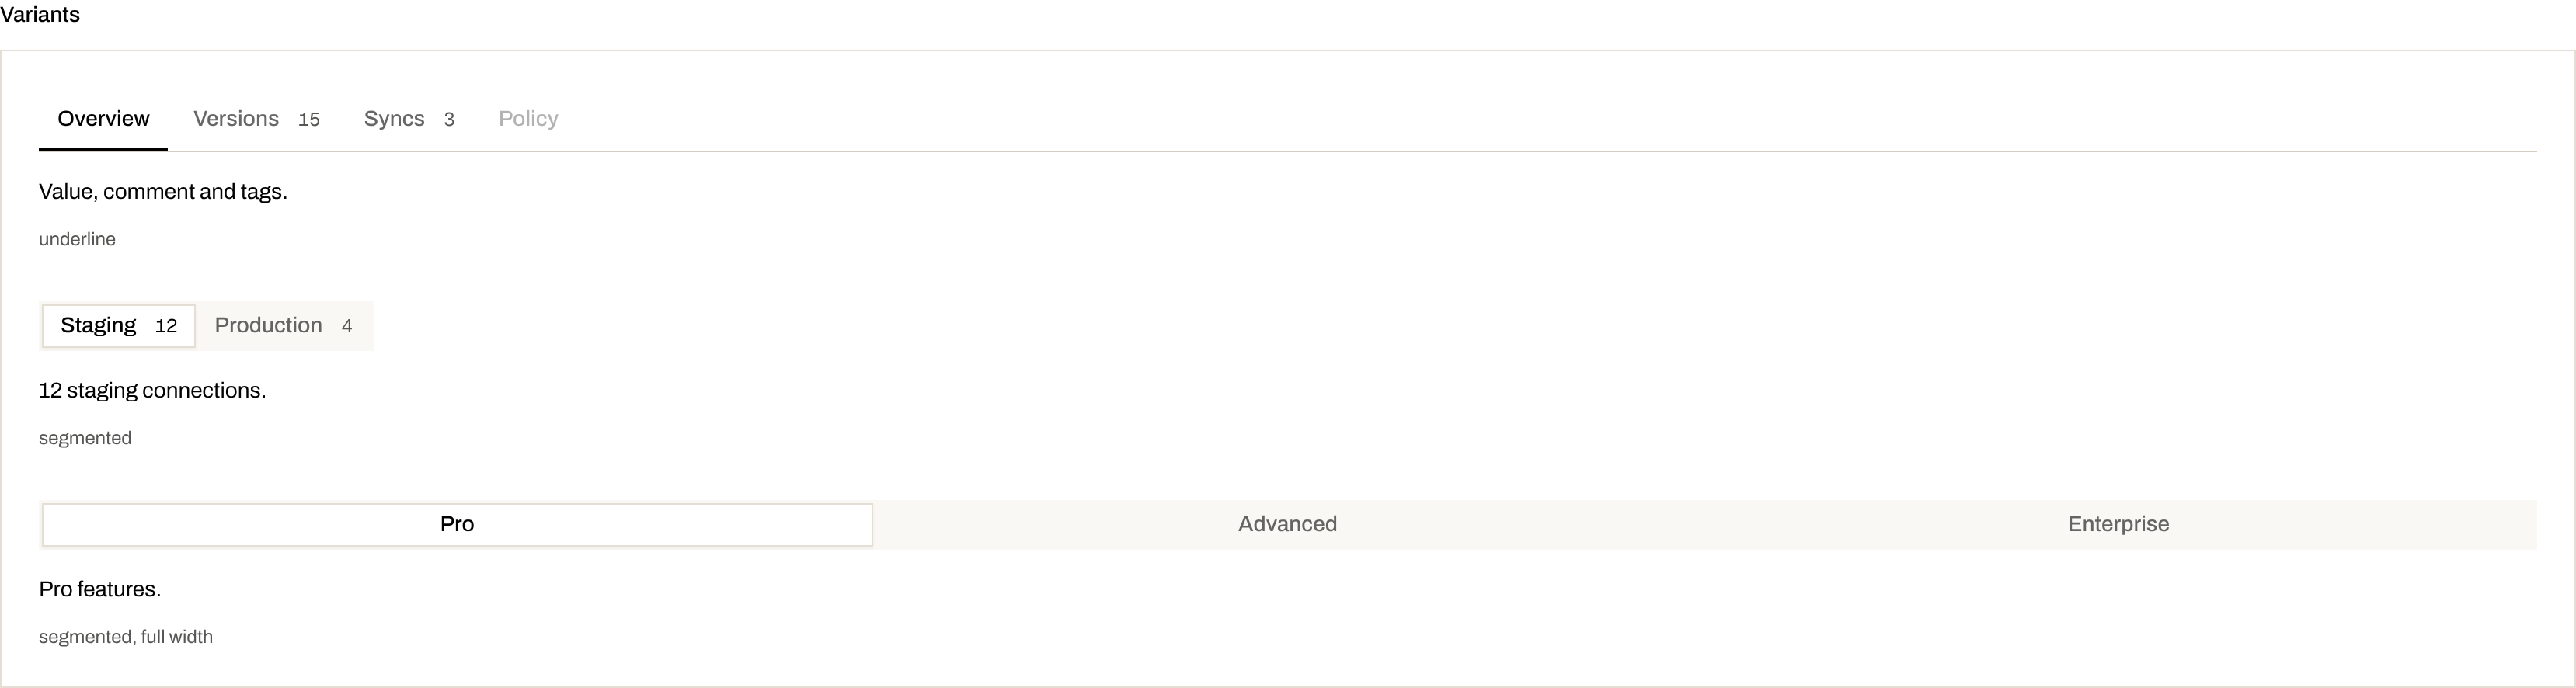 Variants
Overview Versions 15 Syncs 3 Policy
Value, comment and tags.
underline
Staging 12 Production 4
12 staging connections.
segmented
Pro Advanced Enterprise
Pro features.
segmented, full width